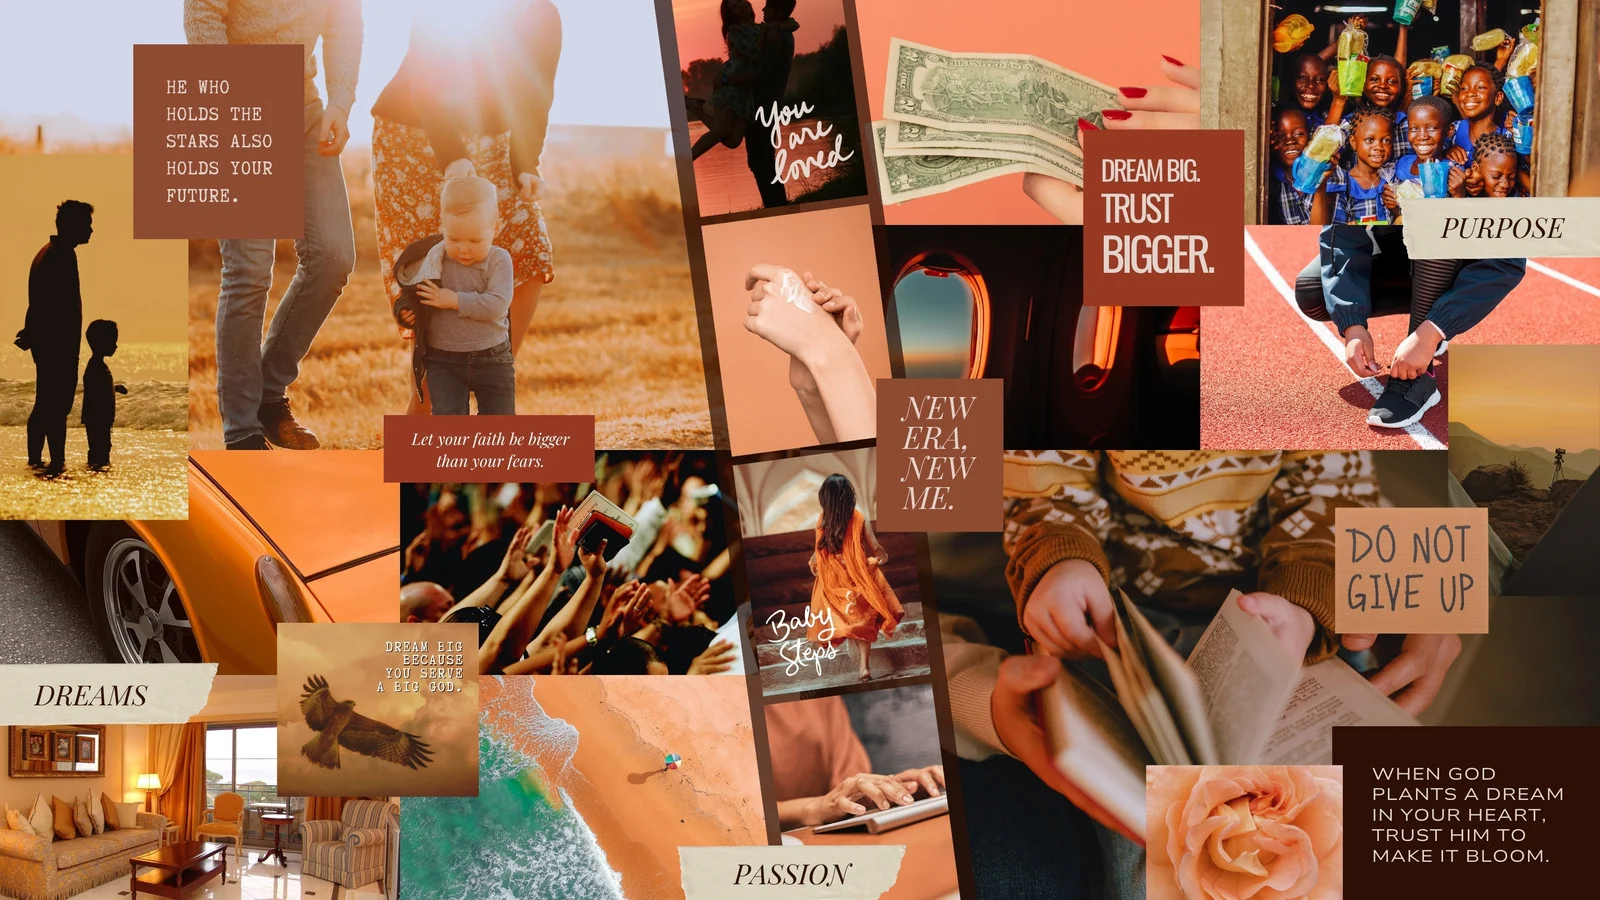 HE WHO
HOLDS THE
STARS ALSO
HOLDS YOUR
FUTURE.
You
are
loved
DREAM BIG.
TRUST
BIGGER.
PURPOSE
Let your faith be bigger
than your fears.
NEW
ERA,
NEW
ME.
DO NOT
GIVE UP
Baby
Steps
DREAMS
DREAM BIG
BECAUSE
YOU SERVE
A BIG GOD.
PASSION
WHEN GOD
PLANTS A DREAM
IN YOUR HEART,
TRUST HIM TO
MAKE IT BLOOM.